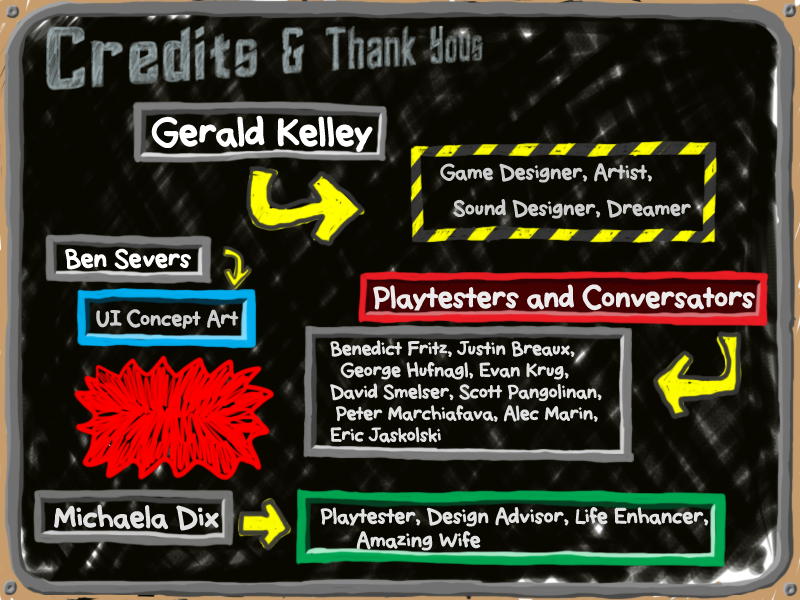 Credits & Thank Yous
Gerald Kelley
Game Designer, Artist,
Sound Designer, Dreamer
Ben Severs
UI Concept Art
Playtesters and Conversators
Benedict Fritz, Justin Breaux,
George Hufnagl, Evan Krug,
David Smelser, Scott Pangolinan,
Peter Marchiafava, Alec Marin,
Eric Jaskolski
Michaela Dix
Playtester, Design Advisor, Life Enhancer,
Amazing Wife